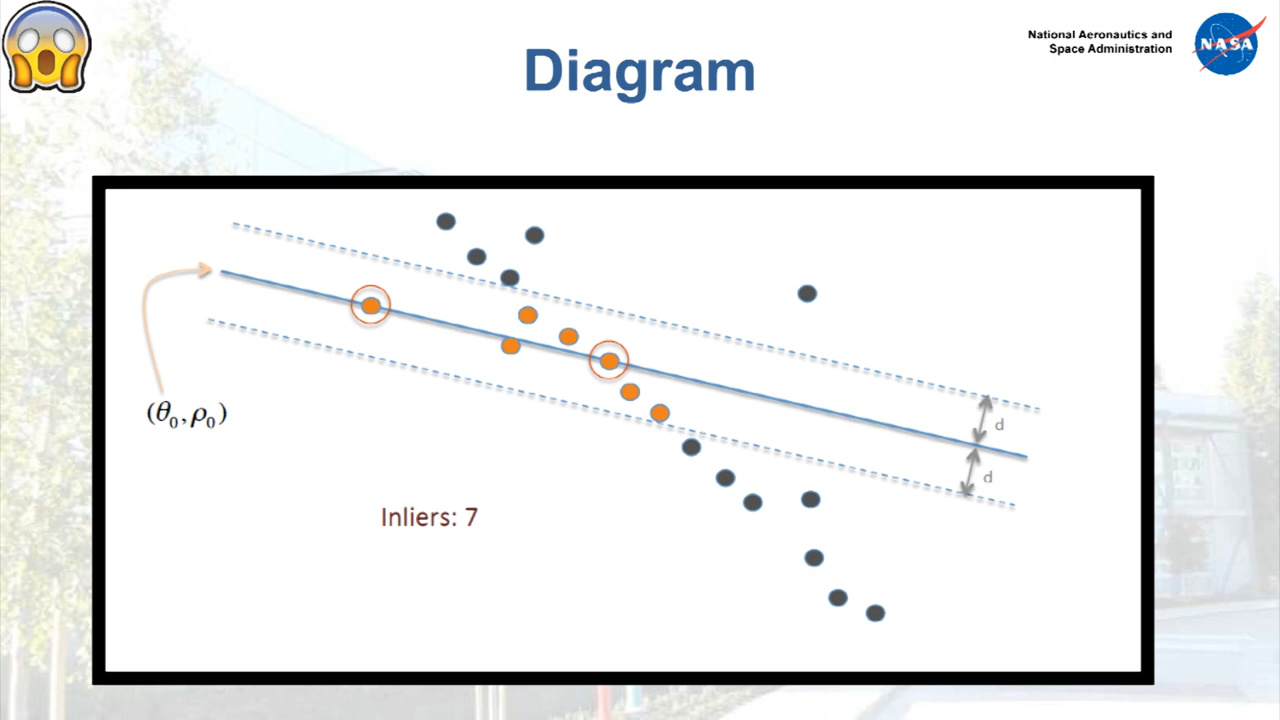 National Aeronautics and
Space Administration
NASA
Diagram
d
(θ₀,ρ₀)
d
Inliers: 7